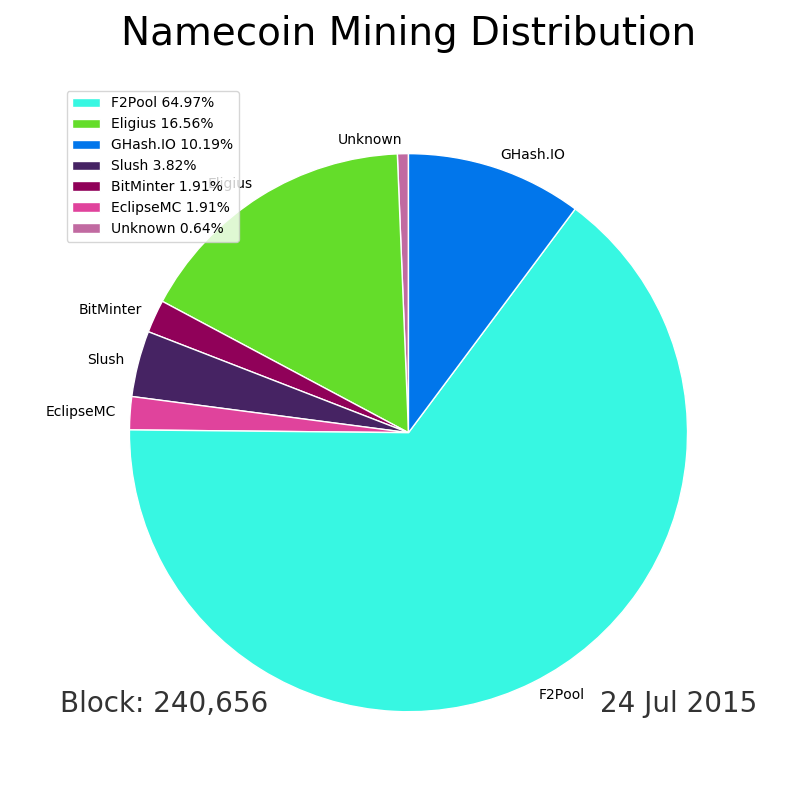 Namecoin Mining Distribution
F2Pool 64.97%
Eligius 16.56%
GHash.IO 10.19%
Slush 3.82%
BitMinter 1.91%
EclipseMC 1.91%
Unknown 0.64%
Unknown
GHash.IO
Eligius
BitMinter
Slush
EclipseMC
F2Pool
Block: 240,656
24 Jul 2015